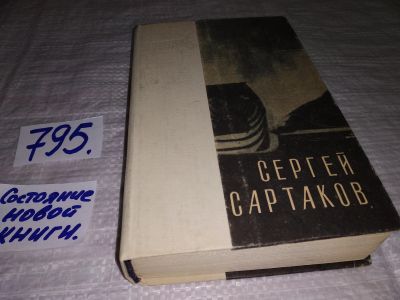 795.
Состояние
новой
книги.
СЕРГЕЙ
САРТАКОВ